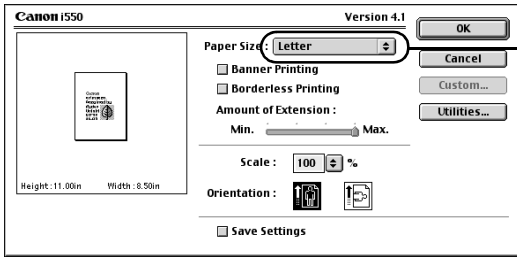 Canon i550
Version 4.1
Paper Size : Letter
OK
Banner Printing
Cancel
Borderless Printing
Custom...
Amount of Extension :
Utilities...
Min.
Max.
Scale : 100 %
Height :11.00in Width :8.50in
Orientation :
Save Settings